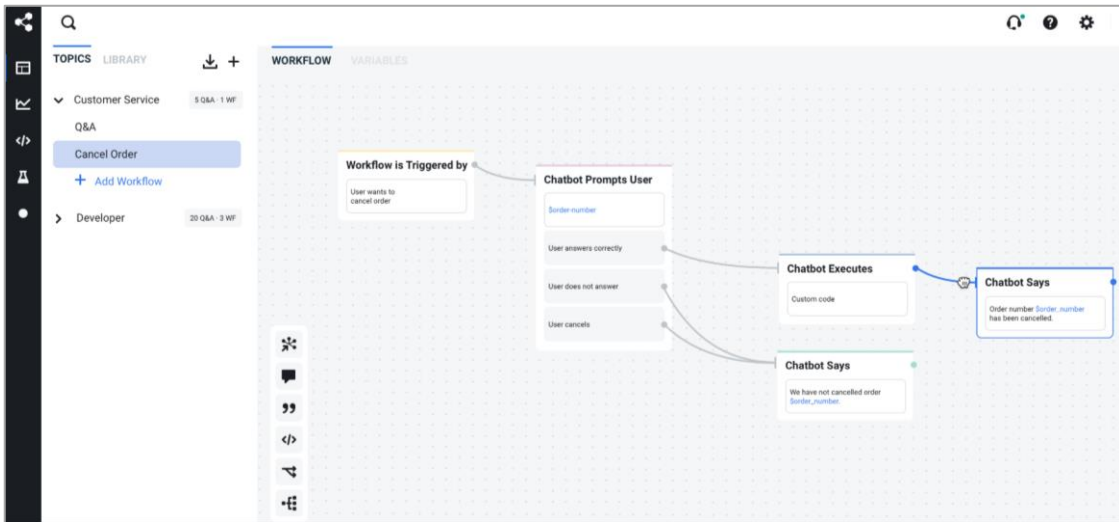 TOPICS
LIBRARY
WORKFLOW
VARIABLES
Customer Service
5 Q&A · 1 WF
Q&A
Cancel Order
+ Add Workflow
Developer
20 Q&A · 3 WF
Workflow is Triggered by
User wants to
cancel order
Chatbot Prompts User
$order-number
User answers correctly
User does not answer
User cancels
Chatbot Executes
Custom code
Chatbot Says
Order number $order_number
has been cancelled.
Chatbot Says
We have not cancelled order
$order_number.